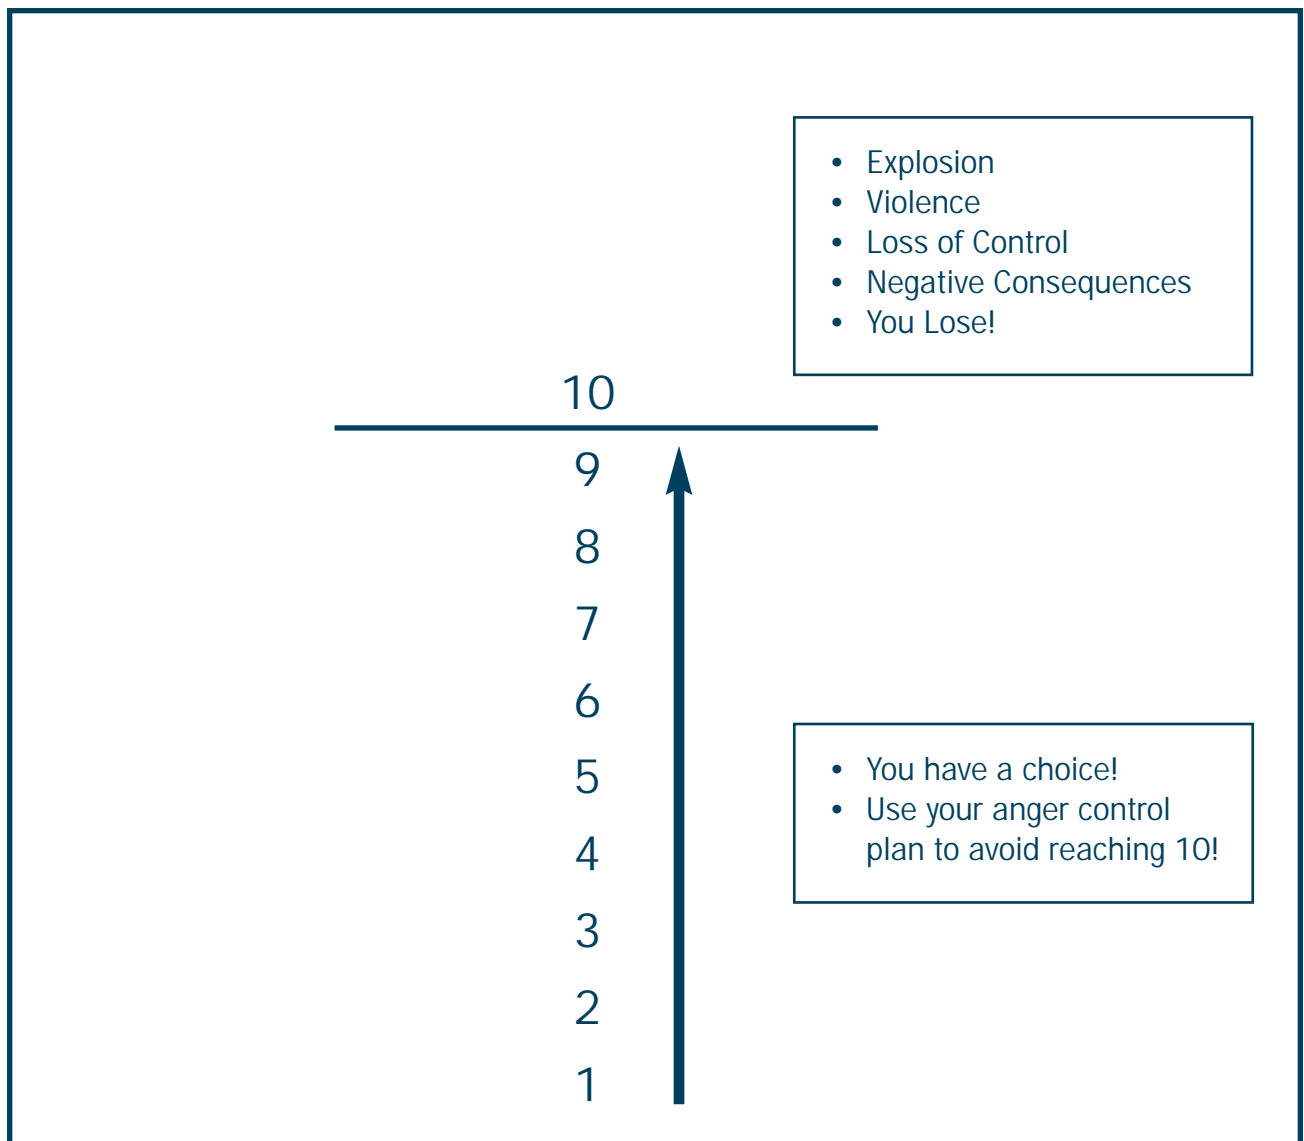 • Explosion
• Violence
• Loss of Control
• Negative Consequences
• You Lose!
10
9
8
7
6
5
4
3
2
1
• You have a choice!
• Use your anger control
plan to avoid reaching 10!